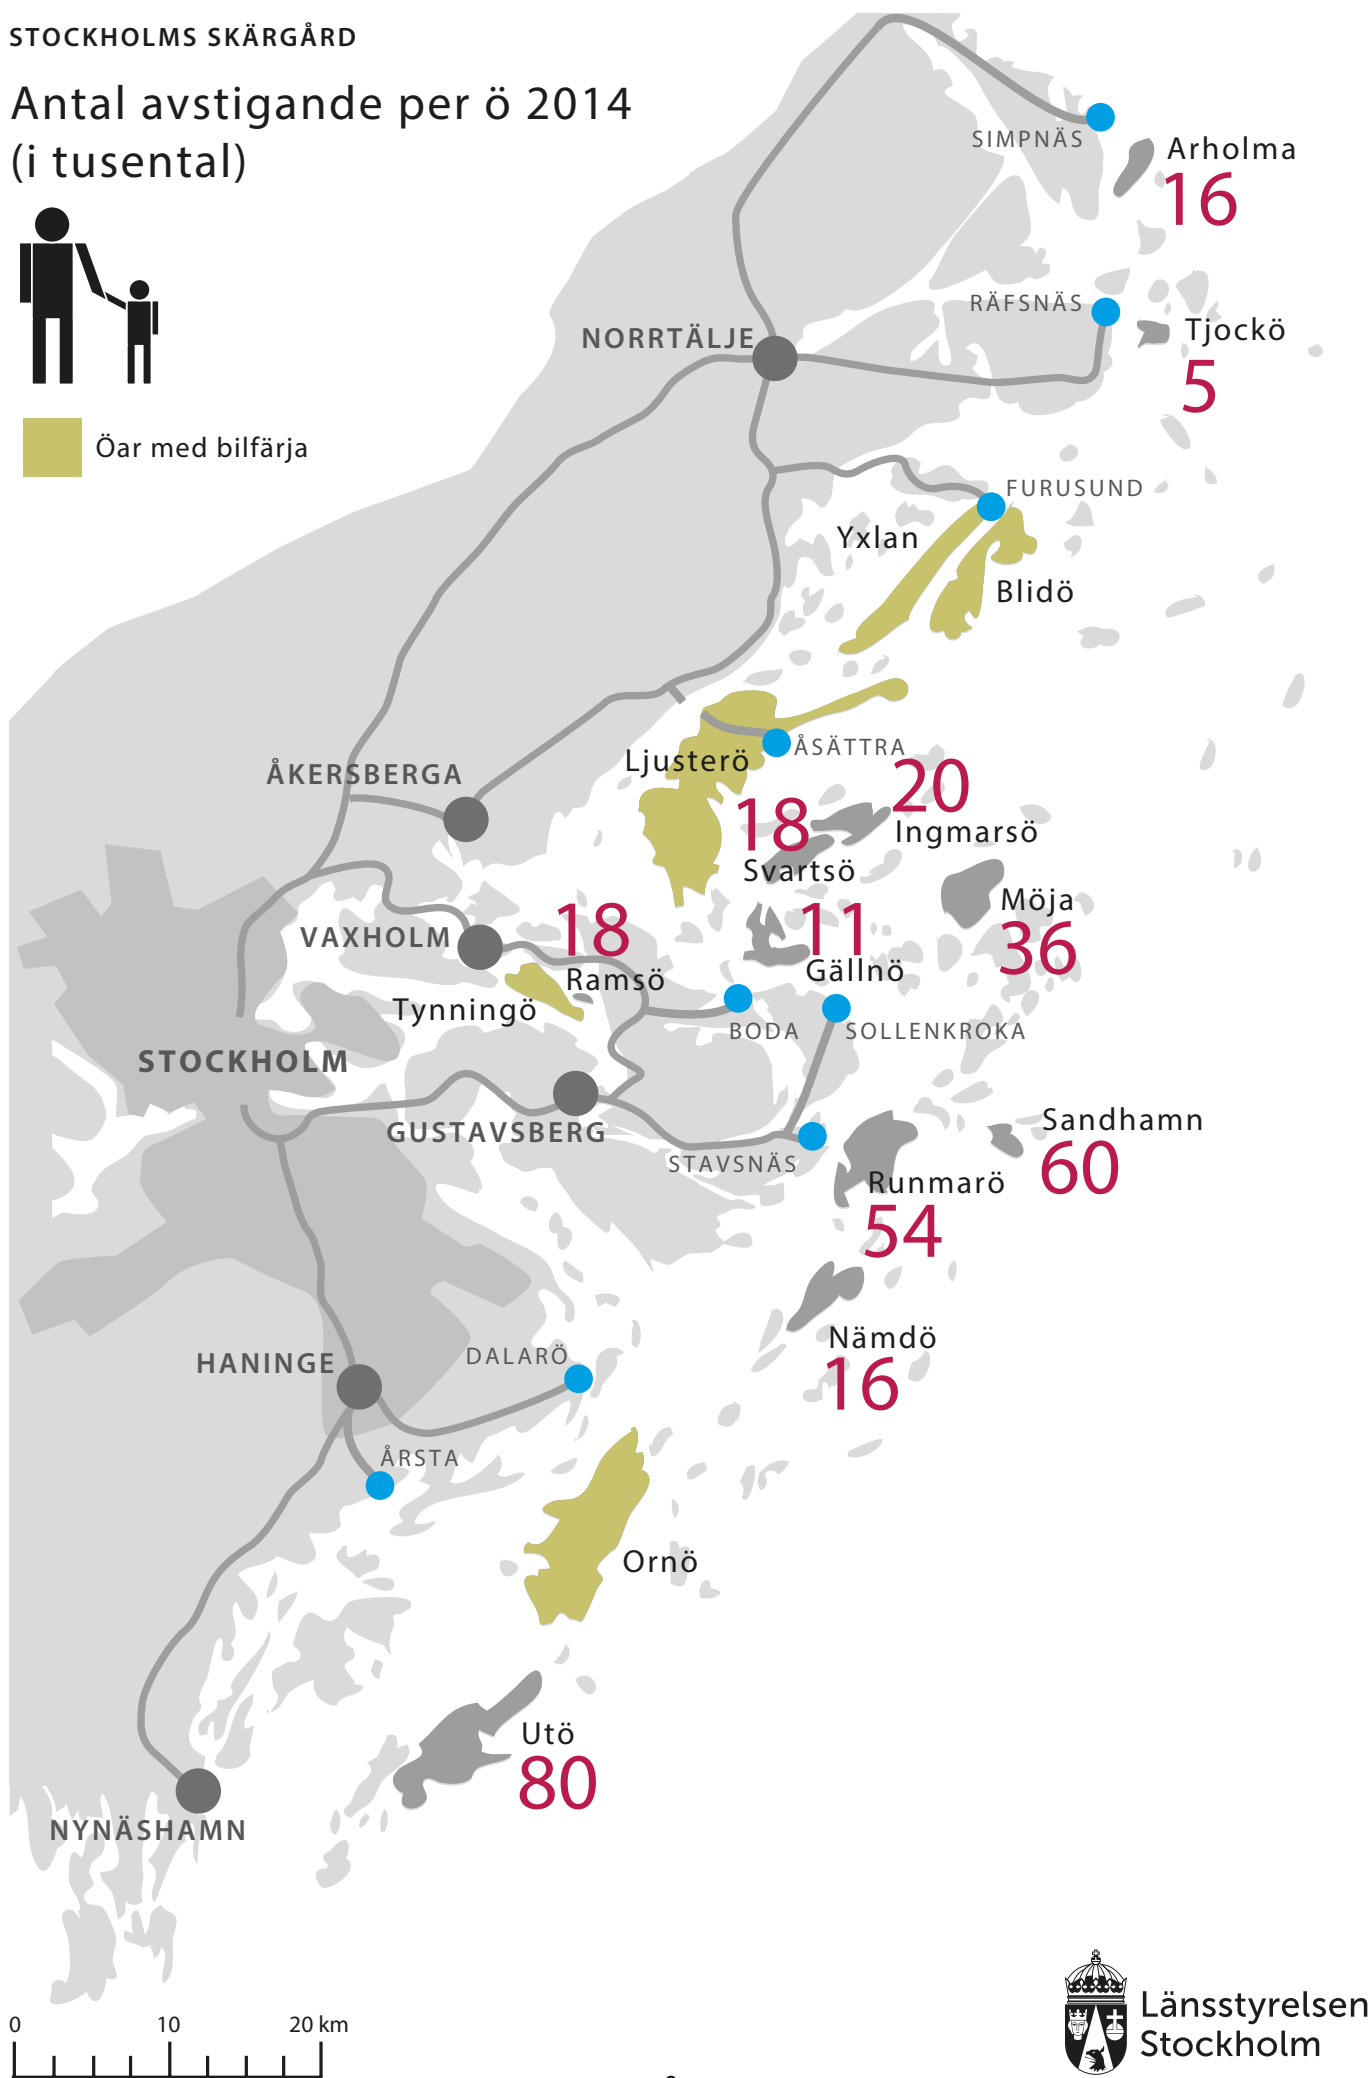 STOCKHOLMS SKÄRGÅRD
Antal avstigande per ö 2014
(i tusental)
Öar med bilfärja
SIMPNÄS
Arholma
16
RÄFSNÄS
Tjockö
5
NORRTÄLJE
FURUSUND
Yxlan
Blidö
Ljusterö
ÅSÄTTRA
ÅKERSBERGA
20
Ingmarsö
18
Svartsö
Möja
36
VAXHOLM
18
Ramsö
11
Gällnö
Tynningö
BODA
SOLLENKROKA
STOCKHOLM
GUSTAVSBERG
STAVSNÄS
Sandhamn
60
Runmarö
54
Nämdö
16
HANINGE
DALARÖ
ÅRSTA
Ornö
Utö
80
NYNÄSHAMN
0 10 20 km
Länsstyrelsen
Stockholm